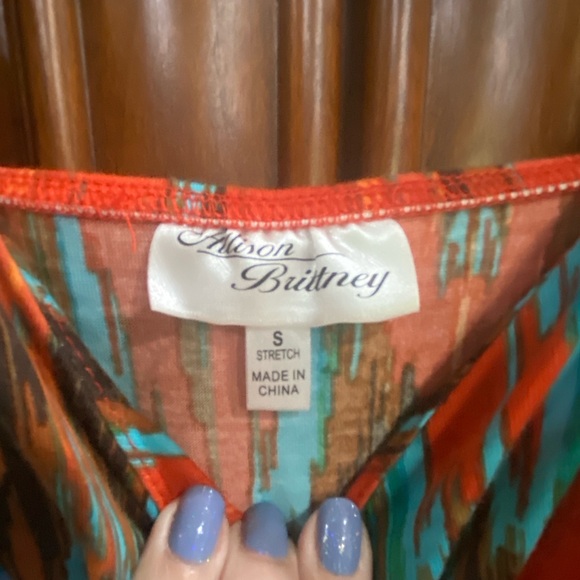 Alison
Brittney
S
STRETCH
MADE IN
CHINA